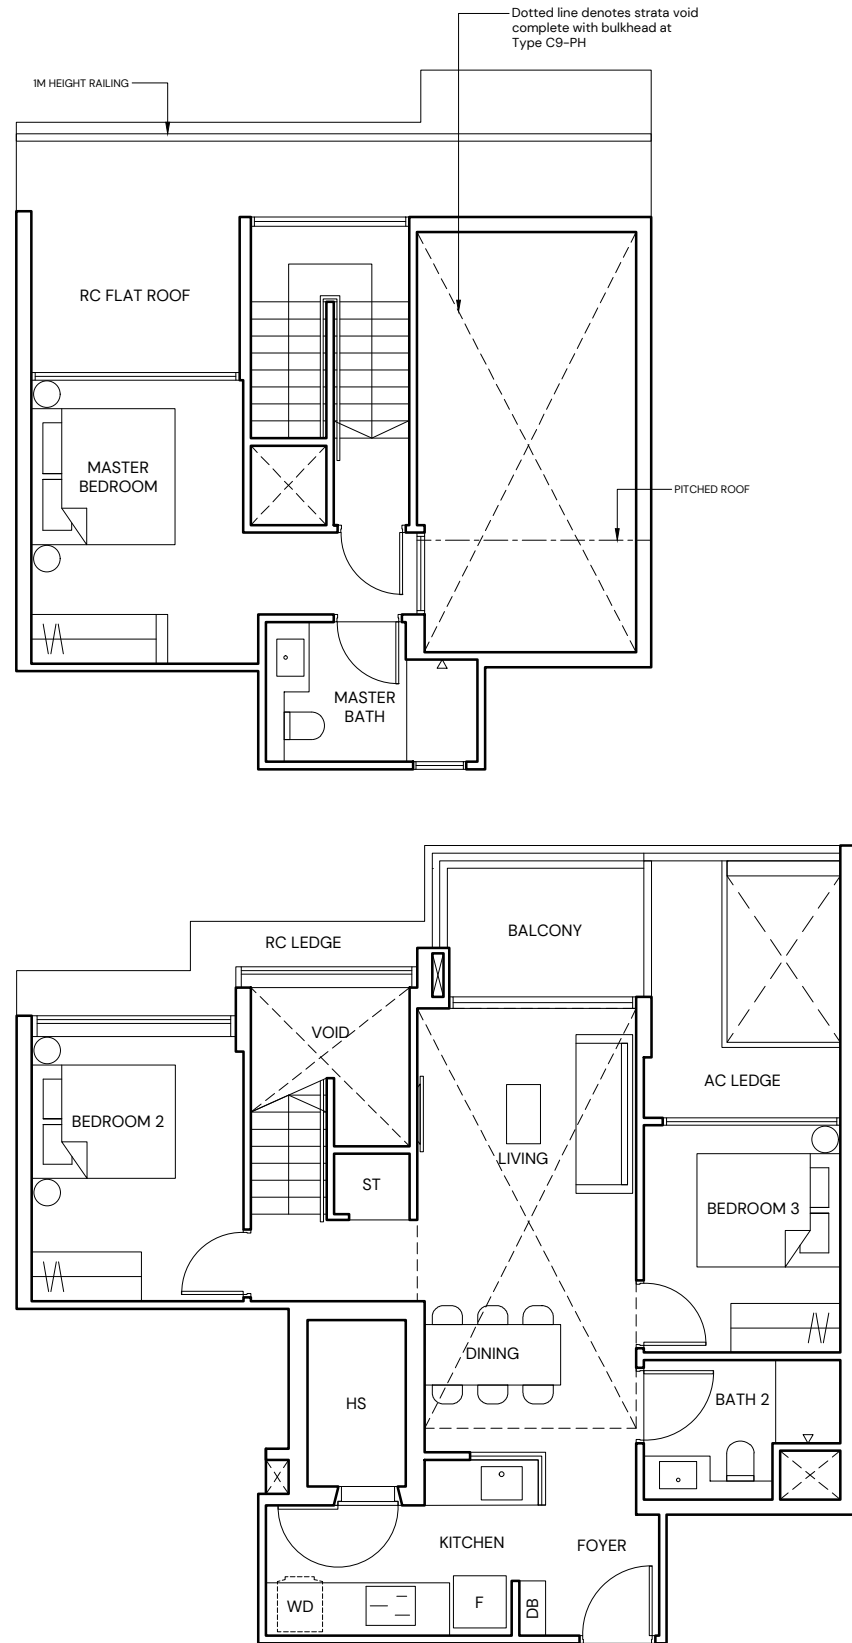 Dotted line denotes strata void
complete with bulkhead at
Type C9-PH
1M HEIGHT RAILING
RC FLAT ROOF
MASTER
BEDROOM
PITCHED ROOF
MASTER
BATH
BALCONY
RC LEDGE
VOID
AC LEDGE
BEDROOM 2
LIVING
ST
BEDROOM 3
DINING
HS
BATH 2
KITCHEN
FOYER
WD
F
DB